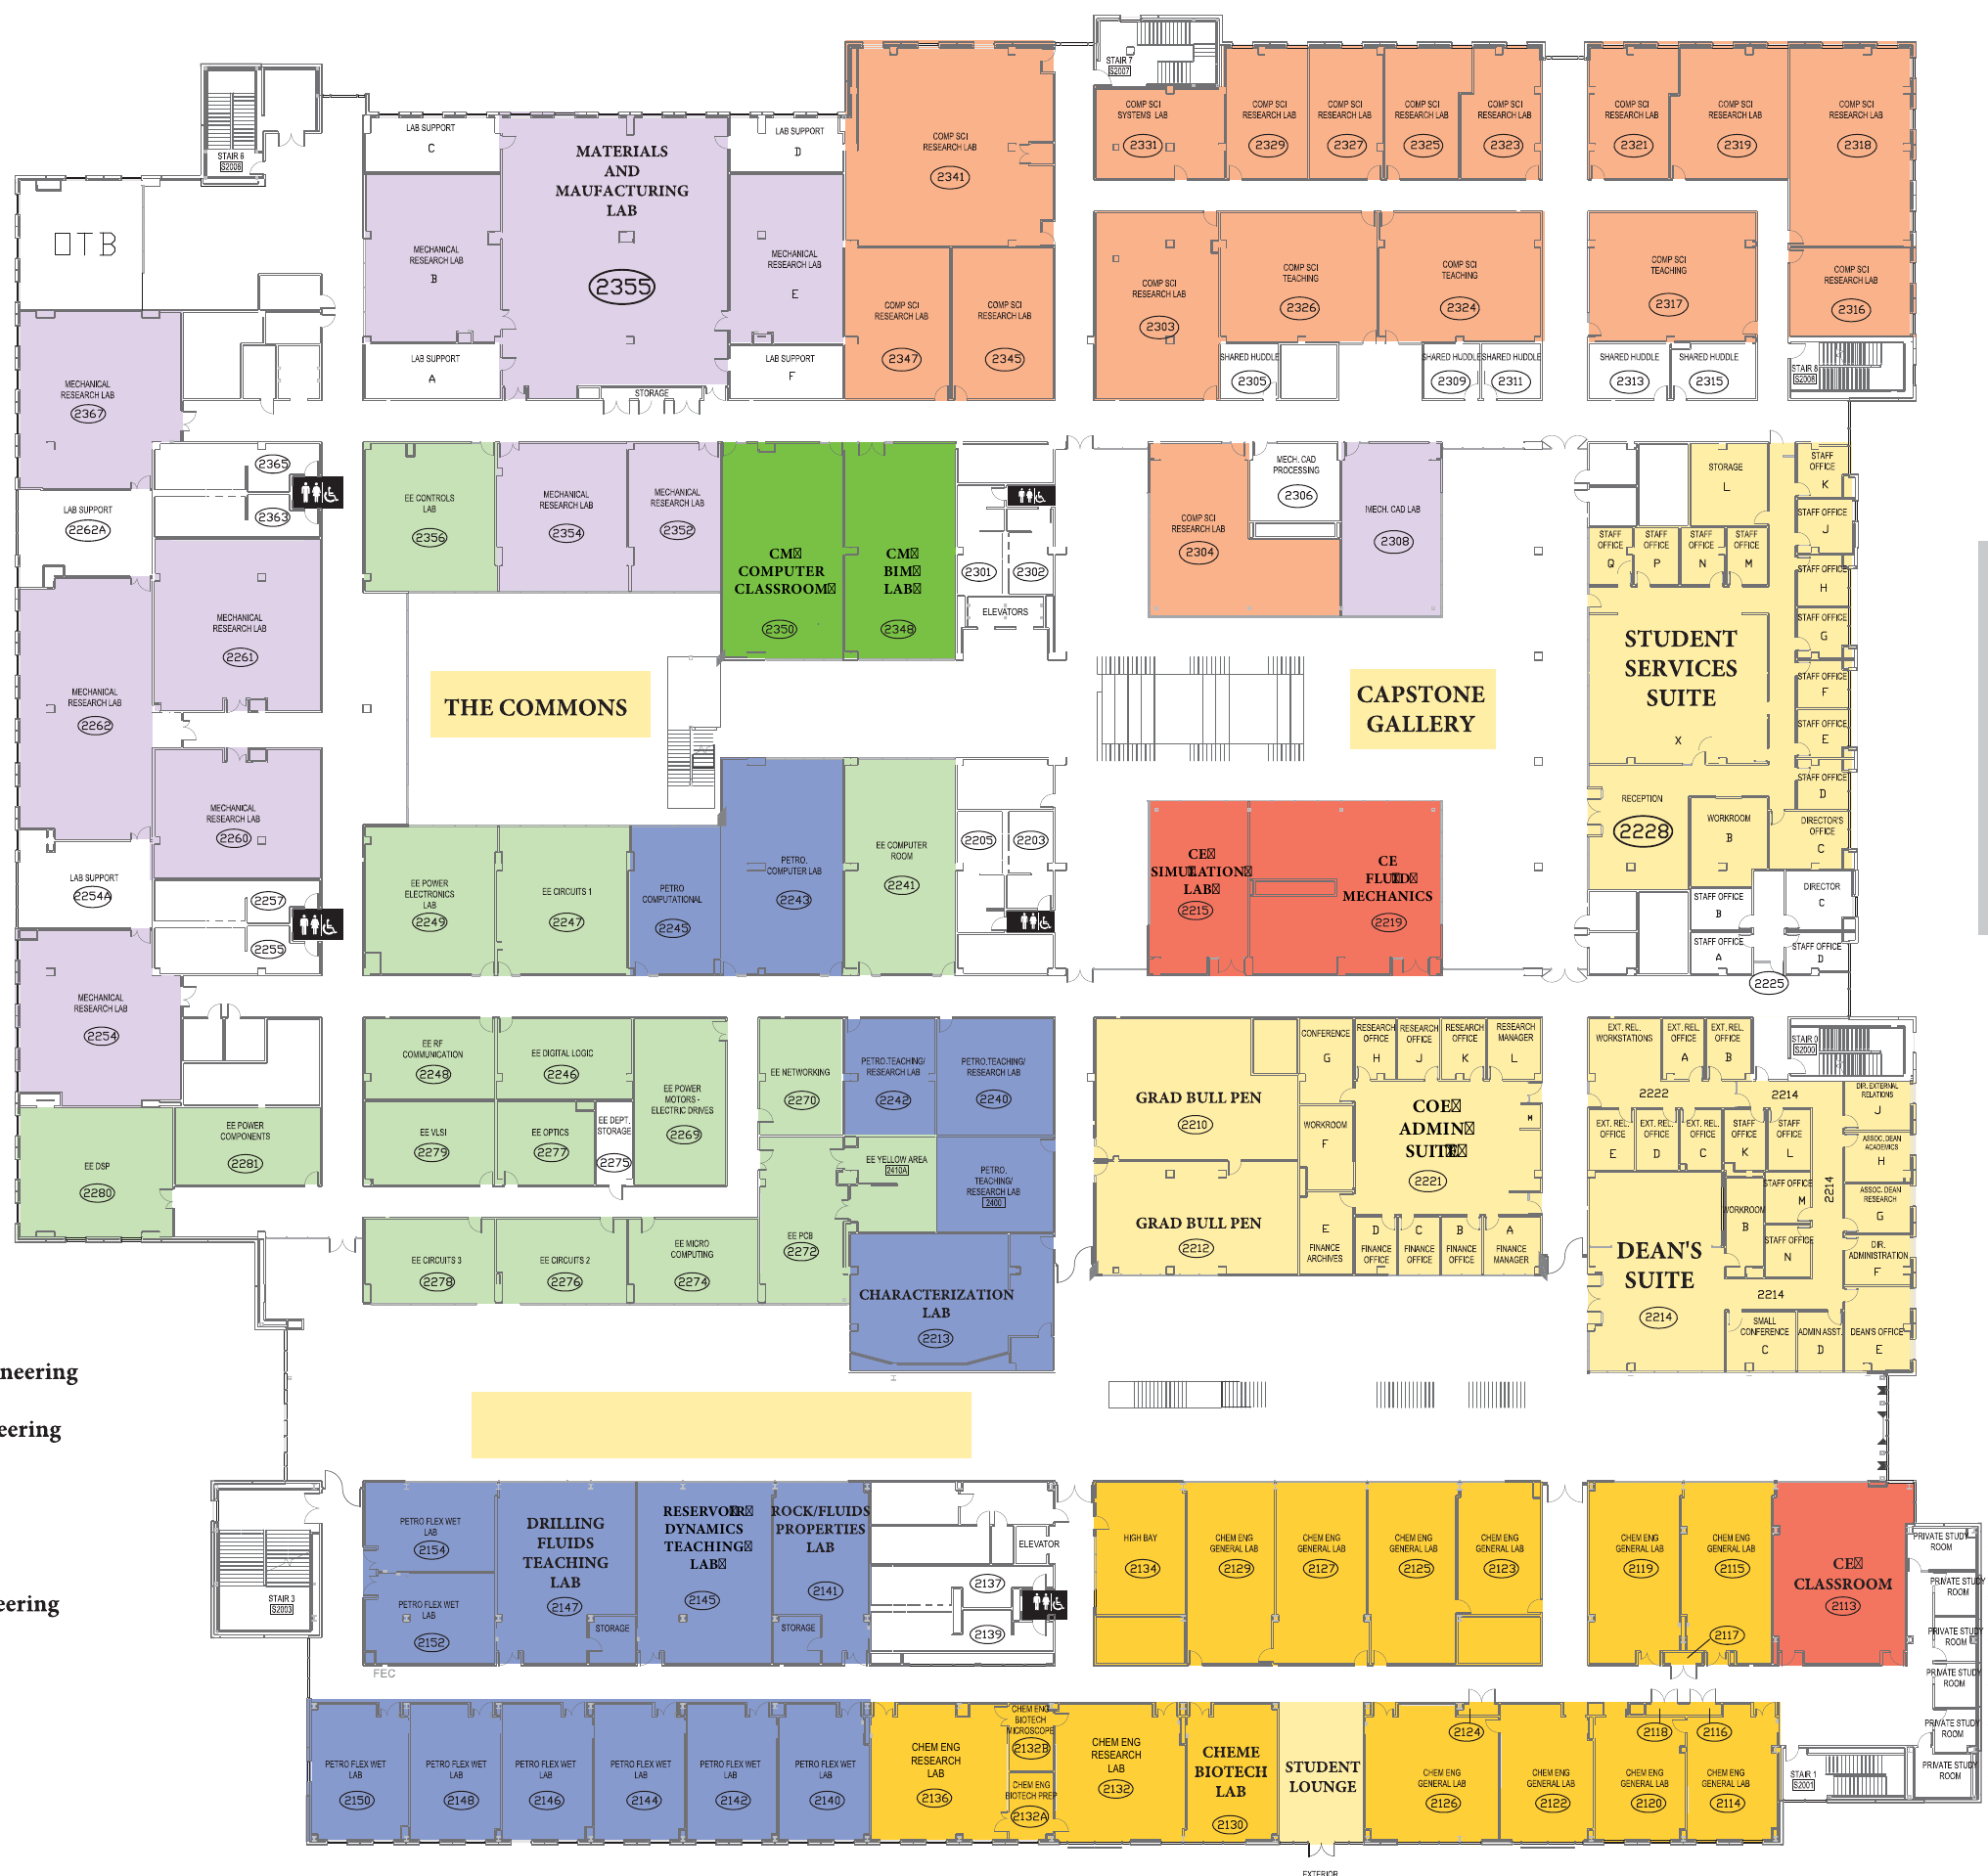 STAIR 7
S2007
COMP SCI
SYSTEMS LAB
2331
COMP SCI
RESEARCH LAB
2329
COMP SCI
RESEARCH LAB
2327
COMP SCI
RESEARCH LAB
2325
COMP SCI
RESEARCH LAB
2323
COMP SCI
RESEARCH LAB
2321
COMP SCI
RESEARCH LAB
2319
COMP SCI
RESEARCH LAB
2318
STAIR 6
S2006
LAB SUPPORT
C
MATERIALS
AND
MAUFACTURING
LAB
2355
LAB SUPPORT
D
COMP SCI
RESEARCH LAB
2341
OTB
MECHANICAL
RESEARCH LAB
B
MECHANICAL
RESEARCH LAB
E
LAB SUPPORT
A
LAB SUPPORT
F
STORAGE
COMP SCI
RESEARCH LAB
2347
COMP SCI
RESEARCH LAB
2345
COMP SCI
RESEARCH LAB
2303
COMP SCI
TEACHING
2326
COMP SCI
TEACHING
2324
COMP SCI
TEACHING
2317
COMP SCI
RESEARCH LAB
2316
SHARED HUDDLE
2305
SHARED HUDDLE
2309
SHARED HUDDLE
2311
SHARED HUDDLE
2313
SHARED HUDDLE
2315
STAIR 8
S2008
MECHANICAL
RESEARCH LAB
2367
2365
2363
LAB SUPPORT
2262A
EE CONTROLS
LAB
2356
MECHANICAL
RESEARCH LAB
2354
MECHANICAL
RESEARCH LAB
2352
CM
COMPUTER
CLASSROOM
2350
CM
BIM
LAB
2348
2301
2302
ELEVATORS
COMP SCI
RESEARCH LAB
2304
MECH. CAD
PROCESSING
2306
MECH. CAD LAB
2308
STORAGE
L
STAFF
OFFICE
K
STAFF OFFICE
J
STAFF
OFFICE
Q
STAFF
OFFICE
P
STAFF
OFFICE
N
STAFF
OFFICE
M
STAFF OFFICE
H
STAFF OFFICE
G
STAFF OFFICE
F
STAFF OFFICE
E
STAFF OFFICE
D
STUDENT
SERVICES
SUITE
X
RECEPTION
2228
WORKROOM
B
DIRECTOR'S
OFFICE
C
MECHANICAL
RESEARCH LAB
2261
MECHANICAL
RESEARCH LAB
2262
THE COMMONS
CAPSTONE
GALLERY
MECHANICAL
RESEARCH LAB
2260
LAB SUPPORT
2254A
2257
2255
EE POWER
ELECTRONICS
LAB
2249
EE CIRCUITS 1
2247
PETRO
COMPUTATIONAL
2245
PETRO.
COMPUTER LAB
2243
EE COMPUTER
ROOM
2241
2205
2203
CE
SIMULATION
LAB
2215
CE
FLUID
MECHANICS
2219
STAFF OFFICE
B
DIRECTOR
C
STAFF OFFICE
A
STAFF OFFICE
D
2225
MECHANICAL
RESEARCH LAB
2254
EE RF
COMMUNICATION
2248
EE DIGITAL LOGIC
2246
EE POWER
MOTORS -
ELECTRIC DRIVES
2269
EE NETWORKING
2270
PETRO.TEACHING/
RESEARCH LAB
2242
PETRO.TEACHING/
RESEARCH LAB
2240
GRAD BULL PEN
2210
CONFERENCE
G
RESEARCH
OFFICE
H
RESEARCH
OFFICE
J
RESEARCH
OFFICE
K
RESEARCH
MANAGER
L
EXT. REL.
WORKSTATIONS
2222
EXT. REL.
OFFICE
A
EXT. REL.
OFFICE
B
STAIR 0
S2000
EE DSP
2280
EE POWER
COMPONENTS
2281
EE VLSI
2279
EE OPTICS
2277
EE DEPT.
STORAGE
2275
EE YELLOW AREA
2410A
PETRO.
TEACHING/
RESEARCH LAB
2400
WORKROOM
F
COE
ADMIN
SUITE
2221
M
EXT. REL.
OFFICE
E
EXT. REL.
OFFICE
D
EXT. REL.
OFFICE
C
STAFF
OFFICE
K
STAFF
OFFICE
L
2214
DIR. EXTERNAL
RELATIONS
J
ASSOC. DEAN
ACADEMICS
H
2214
ASSOC. DEAN
RESEARCH
G
STAFF OFFICE
M
WORKROOM
B
STAFF OFFICE
N
DIR.
ADMINISTRATION
F
EE CIRCUITS 3
2278
EE CIRCUITS 2
2276
EE MICRO
COMPUTING
2274
EE PCB
2272
GRAD BULL PEN
2212
E
FINANCE
ARCHIVES
D
FINANCE
OFFICE
C
FINANCE
OFFICE
B
FINANCE
OFFICE
A
FINANCE
MANAGER
DEAN'S
SUITE
2214
2214
SMALL
CONFERENCE
C
ADMIN ASST.
D
DEAN'S OFFICE
E
CHARACTERIZATION
LAB
2213
neering
eering
eering
STAIR 3
S2003
PETRO FLEX WET
LAB
2154
PETRO FLEX WET
LAB
2152
FEC
DRILLING
FLUIDS
TEACHING
LAB
2147
STORAGE
RESERVOIR
DYNAMICS
TEACHING
LAB
2145
ROCK/FLUIDS
PROPERTIES
LAB
2141
STORAGE
ELEVATOR
2137
2139
HIGH BAY
2134
CHEM ENG
GENERAL LAB
2129
CHEM ENG
GENERAL LAB
2127
CHEM ENG
GENERAL LAB
2125
CHEM ENG
GENERAL LAB
2123
CHEM ENG
GENERAL LAB
2119
CHEM ENG
GENERAL LAB
2115
2117
CE
CLASSROOM
2113
PRIVATE STUDY
ROOM
PRIVATE STUDY
ROOM
PRIVATE STUDY
ROOM
PRIVATE STUDY
ROOM
PRIVATE STUDY
ROOM
PRIVATE STUDY
ROOM
PETRO FLEX WET
LAB
2150
PETRO FLEX WET
LAB
2148
PETRO FLEX WET
LAB
2146
PETRO FLEX WET
LAB
2144
PETRO FLEX WET
LAB
2142
PETRO FLEX WET
LAB
2140
CHEM ENG
RESEARCH
LAB
2136
CHEM ENG
BIOTECH
MICROSCOPE
2132B
CHEM ENG
BIOTECH PREP
2132A
CHEM ENG
RESEARCH
LAB
2132
CHEME
BIOTECH
LAB
2130
STUDENT
LOUNGE
2124
CHEM ENG
GENERAL LAB
2126
CHEM ENG
GENERAL LAB
2122
2118
CHEM ENG
GENERAL LAB
2120
2116
CHEM ENG
GENERAL LAB
2114
STAIR 1
S2001
EXTERIOR